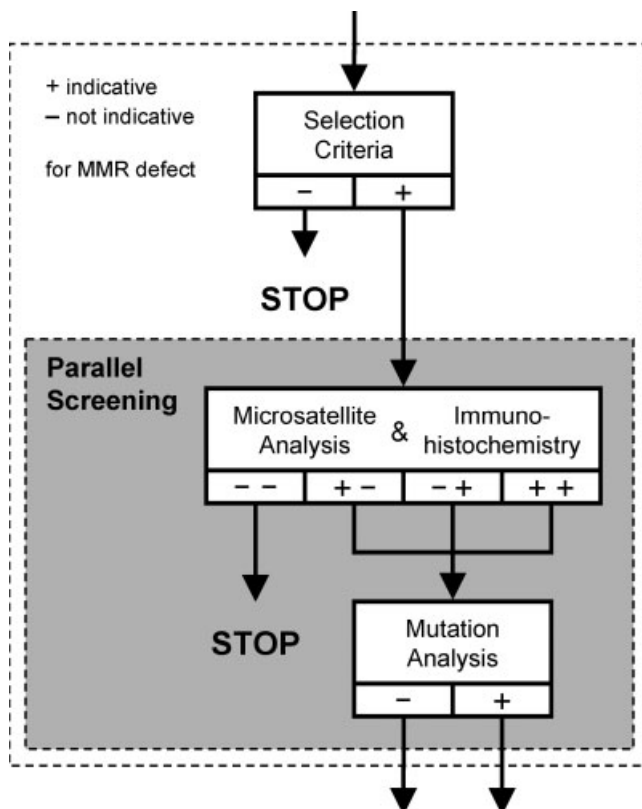 + indicative
– not indicative
for MMR defect
Selection
Criteria
– +
STOP
Parallel
Screening
Microsatellite & Immuno-
Analysis histochemistry
– – + – – + + +
STOP
Mutation
Analysis
– +